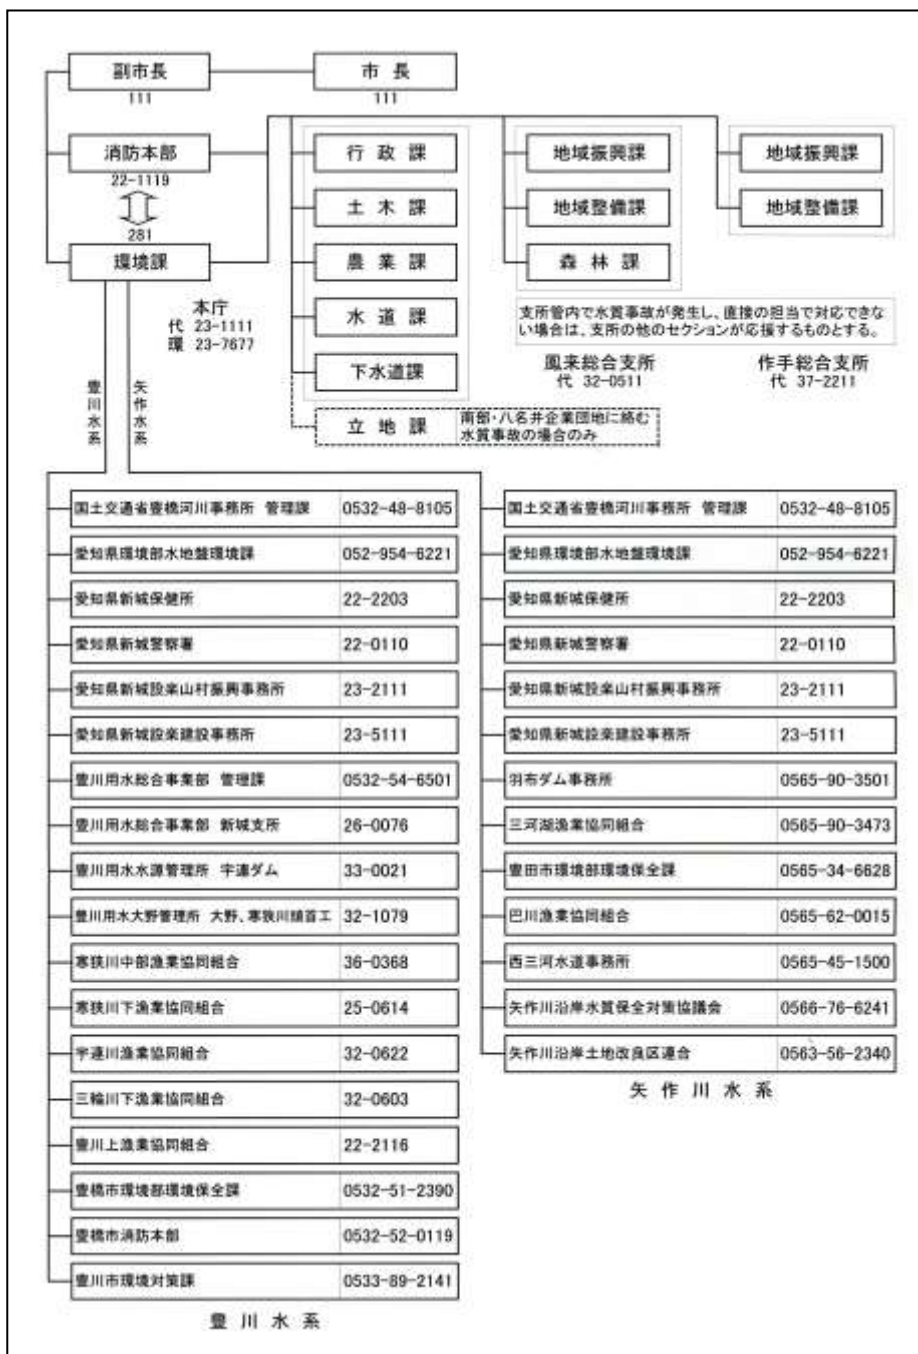 副市長
市長
111
111
消防本部
22-1119
281
環境課
行政課
土木課
農業課
水道課
下水道課
立地課
南部・八名井企業団地に絡む
水質事故の場合のみ
地域振興課
地域整備課
森林課
地域振興課
地域整備課
支所管内で水質事故が発生し、直接の担当で対応できな
い場合は、支所の他のセクションが応援するものとする。
本庁
代 23-1111
環 23-7677
鳳来総合支所
代 32-0511
作手総合支所
代 37-2211
豊川水系
矢作水系
国土交通省豊橋河川事務所 管理課 0532-48-8105
愛知県環境部水地盤環境課 052-954-6221
愛知県新城保健所 22-2203
愛知県新城警察署 22-0110
愛知県新城設楽山村振興事務所 23-2111
愛知県新城設楽建設事務所 23-5111
豊川用水総合事業部 管理課 0532-54-6501
豊川用水総合事業部 新城支所 26-0076
豊川用水水源管理所 宇連ダム 33-0021
豊川用水大野管理所 大野、寒狭川頭首工 32-1079
寒狭川中部漁業協同組合 36-0368
寒狭川下漁業協同組合 25-0614
宇連川漁業協同組合 32-0622
三輪川下漁業協同組合 32-0603
豊川上漁業協同組合 22-2116
豊橋市環境部環境保全課 0532-51-2390
豊橋市消防本部 0532-52-0119
豊川市環境対策課 0533-89-2141
豊川水系
国土交通省豊橋河川事務所 管理課 0532-48-8105
愛知県環境部水地盤環境課 052-954-6221
愛知県新城保健所 22-2203
愛知県新城警察署 22-0110
愛知県新城設楽山村振興事務所 23-2111
愛知県新城設楽建設事務所 23-5111
羽布ダム事務所 0565-90-3501
三河湖漁業協同組合 0565-90-3473
豊田市環境部環境保全課 0565-34-6628
巴川漁業協同組合 0565-62-0015
西三河水道事務所 0565-45-1500
矢作川沿岸水質保全対策協議会 0566-76-6241
矢作川沿岸土地改良区連合 0563-56-2340
矢作川水系